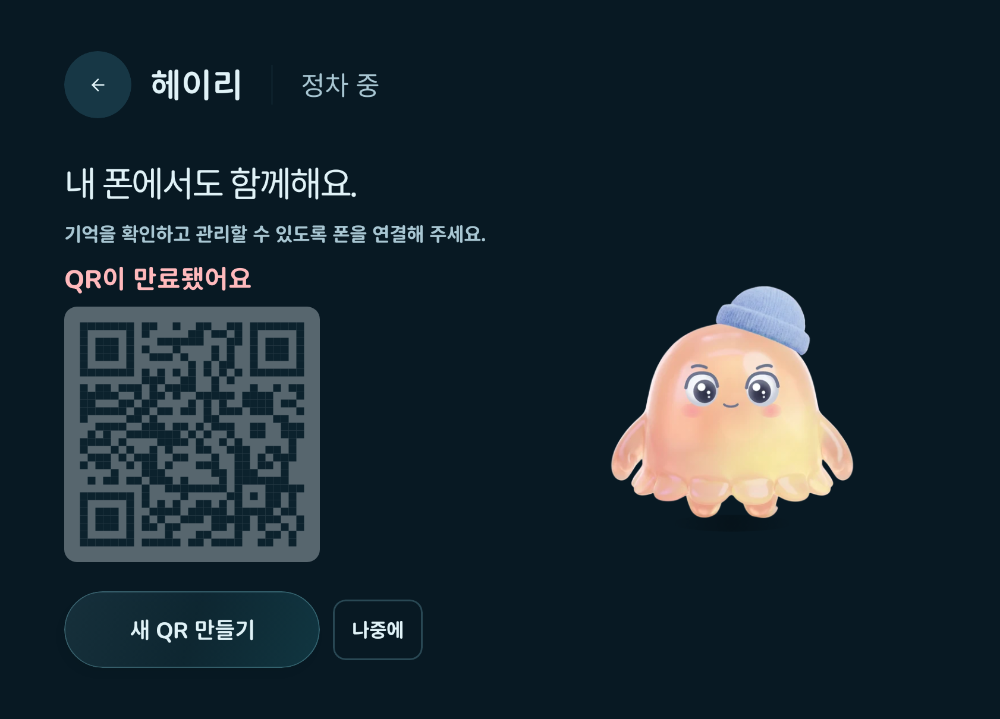 헤이리
정차 중
내 폰에서도 함께해요.
기억을 확인하고 관리할 수 있도록 폰을 연결해 주세요.
QR이 만료됐어요
새 QR 만들기
나중에